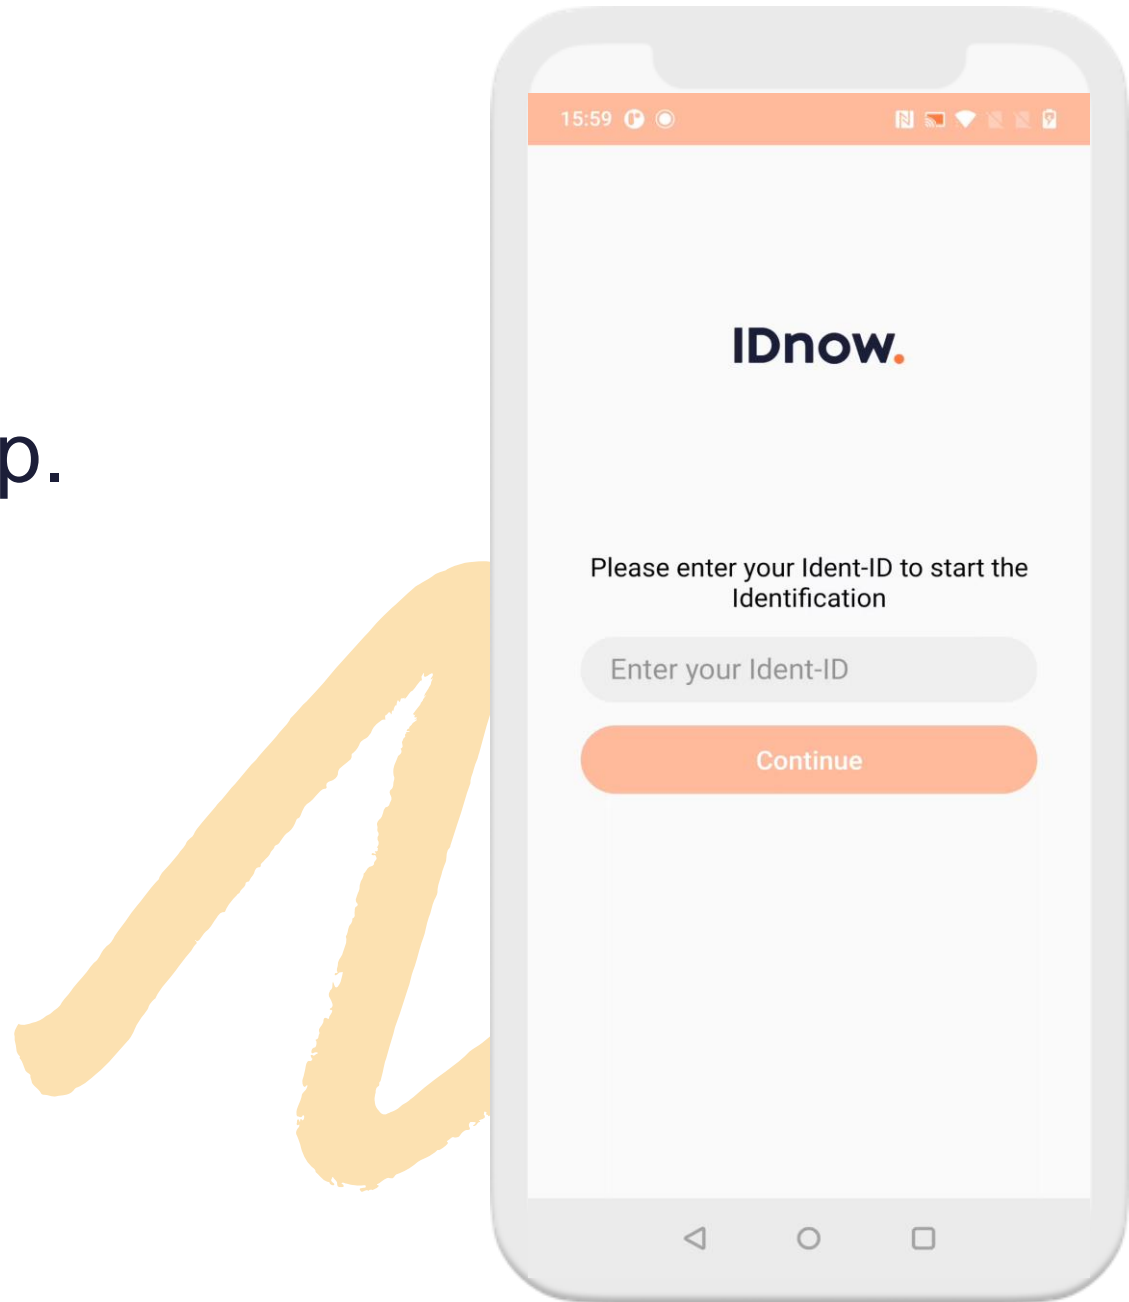 p.
15:59
IDnow.
Please enter your Ident-ID to start the
Identification
Enter your Ident-ID
Continue